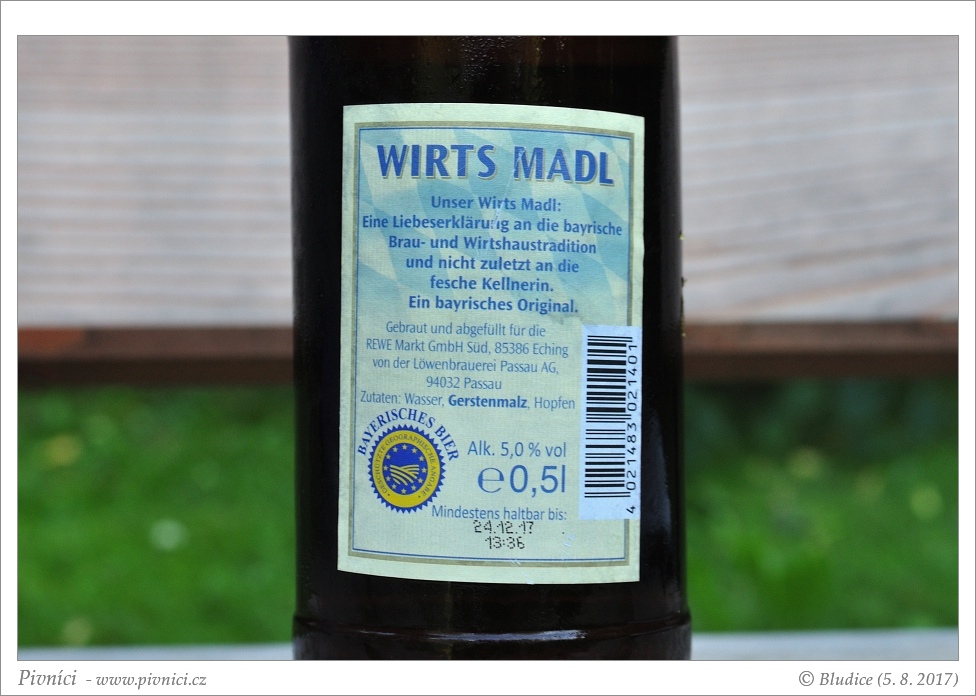 WIRTS MADL
Unser Wirts Madl:
Eine Liebeserklärung an die bayrische
Brau- und Wirtshaustradition
und nicht zuletzt an die
fesche Kellnerin.
Ein bayrisches Original.
Gebraut und abgefüllt für die
REWE Markt GmbH Süd, 85386 Eching
von der Löwenbrauerei Passau AG,
94032 Passau
Zutaten: Wasser, Gerstenmalz, Hopfen
BAYERISCHES BIER
GESCHÜTZTE GEOGRAPHISCHE ANGABE
Alk. 5,0 % vol
℮0,5l
Mindestens haltbar bis:
24.12.17
13:36
4 021483 021401
Pivníci - www.pivnici.cz
© Bludice (5. 8. 2017)